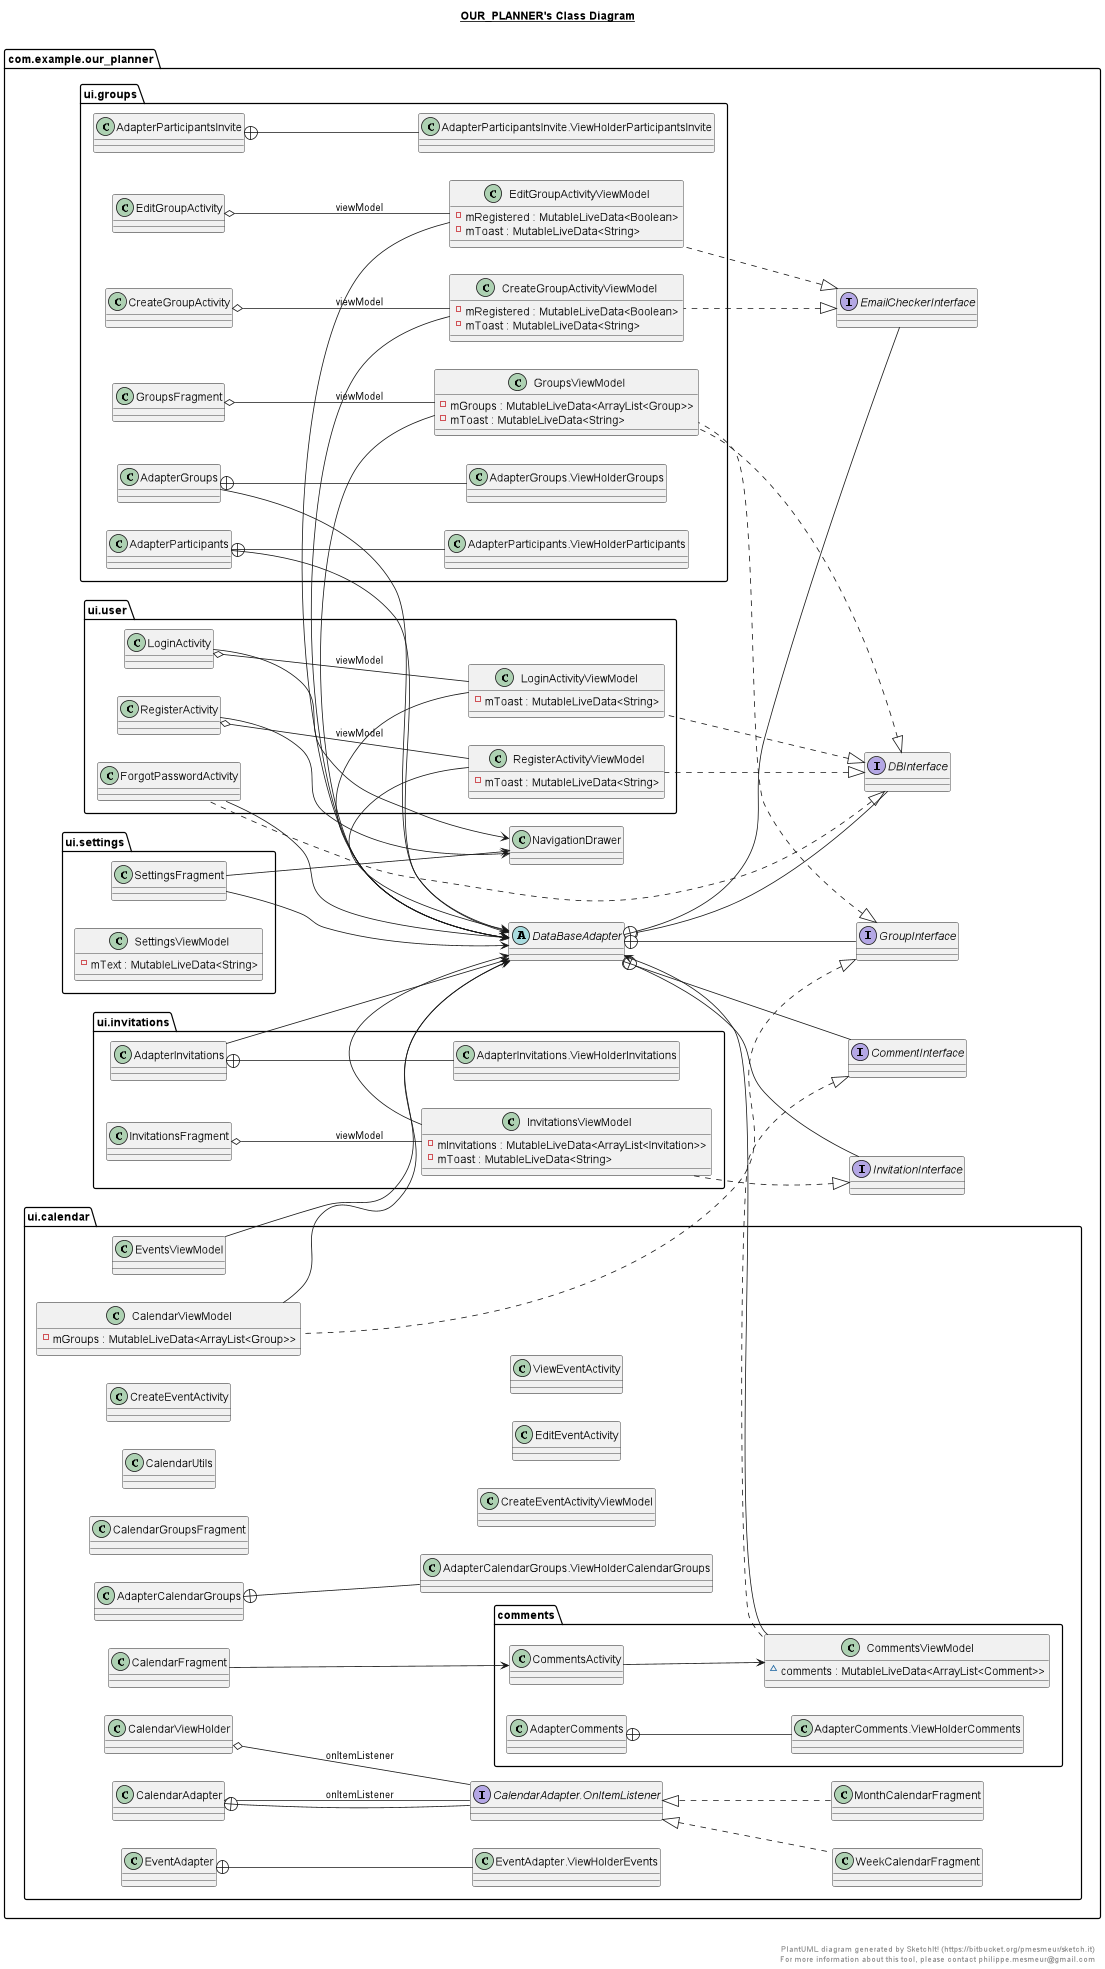 OUR_PLANNER's Class Diagram
com.example.our_planner
ui.groups
C AdapterParticipantsInvite
C AdapterParticipantsInvite.ViewHolderParticipantsInvite
C EditGroupActivity
viewModel
C EditGroupActivityViewModel
mRegistered : MutableLiveData<Boolean>
mToast : MutableLiveData<String>
C CreateGroupActivity
viewModel
C CreateGroupActivityViewModel
mRegistered : MutableLiveData<Boolean>
mToast : MutableLiveData<String>
I EmailCheckerInterface
C GroupsFragment
viewModel
C GroupsViewModel
mGroups : MutableLiveData<ArrayList<Group>>
mToast : MutableLiveData<String>
C AdapterGroups
C AdapterGroups.ViewHolderGroups
C AdapterParticipants
C AdapterParticipants.ViewHolderParticipants
ui.user
C LoginActivity
viewModel
C LoginActivityViewModel
mToast : MutableLiveData<String>
C RegisterActivity
viewModel
C RegisterActivityViewModel
mToast : MutableLiveData<String>
C ForgotPasswordActivity
I DBInterface
ui.settings
C NavigationDrawer
C SettingsFragment
C SettingsViewModel
mText : MutableLiveData<String>
A DataBaseAdapter
I GroupInterface
ui.invitations
C AdapterInvitations
C AdapterInvitations.ViewHolderInvitations
I CommentInterface
C InvitationsFragment
viewModel
C InvitationsViewModel
mInvitations : MutableLiveData<ArrayList<Invitation>>
mToast : MutableLiveData<String>
I InvitationInterface
ui.calendar
C EventsViewModel
C CalendarViewModel
mGroups : MutableLiveData<ArrayList<Group>>
C ViewEventActivity
C CreateEventActivity
C EditEventActivity
C CalendarUtils
C CreateEventActivityViewModel
C CalendarGroupsFragment
C AdapterCalendarGroups
C AdapterCalendarGroups.ViewHolderCalendarGroups
comments
C CalendarFragment
C CommentsActivity
C CommentsViewModel
comments : MutableLiveData<ArrayList<Comment>>
C CalendarViewHolder
C AdapterComments
C AdapterComments.ViewHolderComments
onItemListener
C CalendarAdapter
onItemListener
I CalendarAdapter.OnItemListener
C MonthCalendarFragment
C EventAdapter
C EventAdapter.ViewHolderEvents
C WeekCalendarFragment
PlantUML diagram generated by SketchIt! (https://bitbucket.org/pmesmeur/sketch.it)
For more information about this tool, please contact philippe.mesmeur@gmail.com